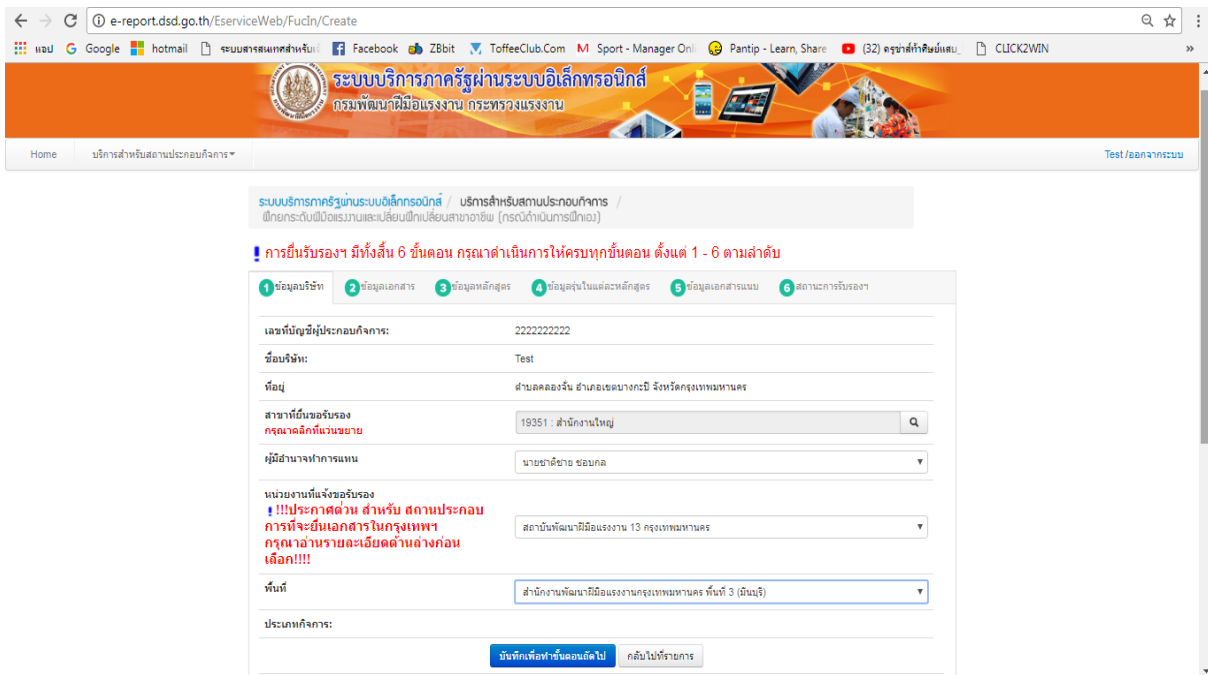 e-report.dsd.go.th/EserviceWeb/FucIn/Create
แอป Google hotmail ระบบสารสนเทศสำหรับเ Facebook ZBbit ToffeeClub.Com Sport - Manager Onli Pantip - Learn, Share (32) ครูซ่าส์ทำศิษย์แสบ_ CLICK2WIN »
ระบบบริการภาครัฐผ่านระบบอิเล็กทรอนิกส์
กรมพัฒนาฝีมือแรงงาน กระทรวงแรงงาน
Home บริการสำหรับสถานประกอบกิจการ Test /ออกจากระบบ
ระบบบริการภาครัฐผ่านระบบอิเล็กทรอนิกส์ / บริการสำหรับสถานประกอบกิจการ /
ฝึกยกระดับฝีมือแรงงานและเปลี่ยนฝึกเปลี่ยนสาขาอาชีพ (กรณีดำเนินการฝึกเอง)
! การยื่นรับรองฯ มีทั้งสิ้น 6 ขั้นตอน กรุณาดำเนินการให้ครบทุกขั้นตอน ตั้งแต่ 1 - 6 ตามลำดับ
1 ข้อมูลบริษัท 2 ข้อมูลเอกสาร 3 ข้อมูลหลักสูตร 4 ข้อมูลรุ่นในแต่ละหลักสูตร 5 ข้อมูลเอกสารแนบ 6 สถานะการรับรองฯ
เลขที่บัญชีผู้ประกอบกิจการ: 2222222222
ชื่อบริษัท: Test
ที่อยู่ ตำบลคลองจั่น อำเภอเขตบางกะปิ จังหวัดกรุงเทพมหานคร
สาขาที่ยื่นขอรับรอง
กรุณาคลิกที่แว่นขยาย
19351 : สำนักงานใหญ่
ผู้มีอำนาจทำการแทน นายชาติชาย ชอบกล
หน่วยงานที่แจ้งขอรับรอง
! !!!ประกาศด่วน สำหรับ สถานประกอบ
การที่จะยื่นเอกสารในกรุงเทพฯ
กรุณาอ่านรายละเอียดด้านล่างก่อน
เลือก!!!!
สถาบันพัฒนาฝีมือแรงงาน 13 กรุงเทพมหานคร
พื้นที่ สำนักงานพัฒนาฝีมือแรงงานกรุงเทพมหานคร พื้นที่ 3 (มีนบุรี)
ประเภทกิจการ:
บันทึกเพื่อทำขั้นตอนถัดไป กลับไปที่รายการ